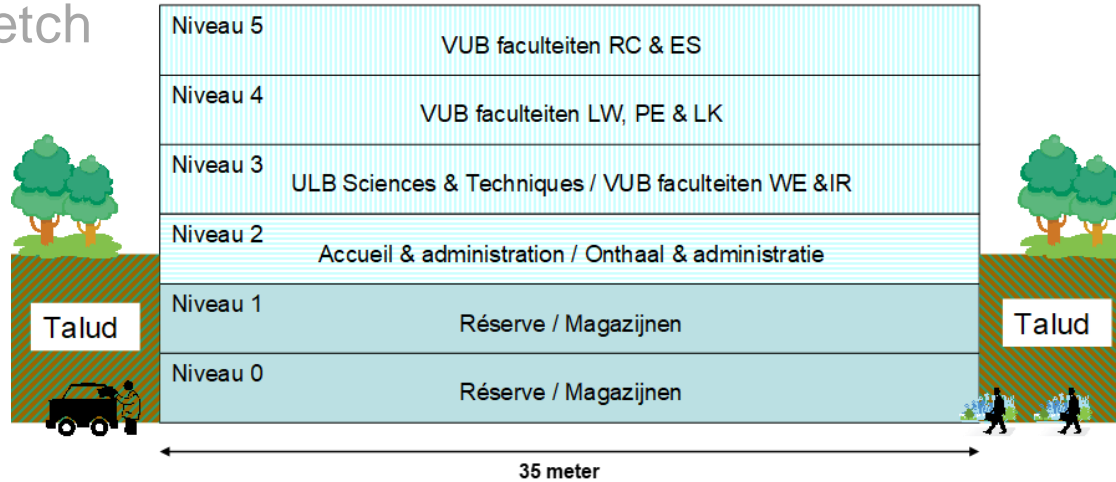 etch
Niveau 5
VUB faculteiten RC & ES
Niveau 4
VUB faculteiten LW, PE & LK
Niveau 3
ULB Sciences & Techniques / VUB faculteiten WE &IR
Niveau 2
Accueil & administration / Onthaal & administratie
Talud
Niveau 1
Réserve / Magazijnen
Talud
Niveau 0
Réserve / Magazijnen
35 meter